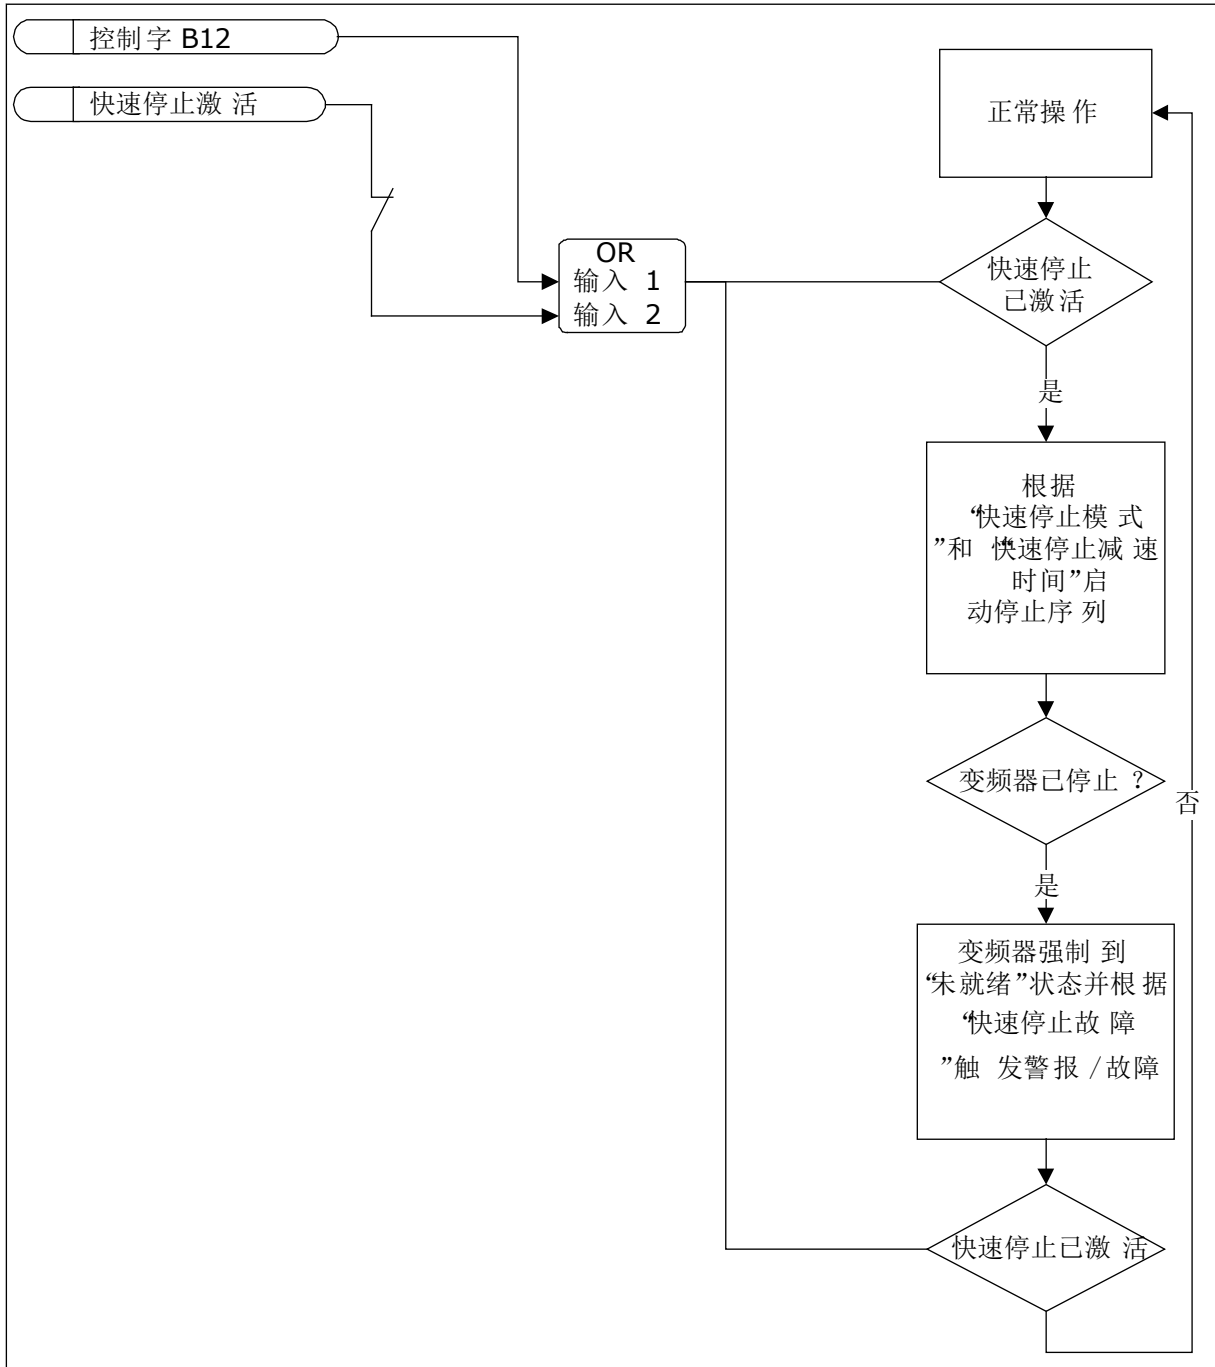 控制字 B12
快速停止激 活
OR
输入 1
输入 2
正常操 作
快速停止
已激活
是
根据
“快速停止模 式
”和 “快速停止减 速
时间”启
动停止序 列
变频器已停止 ?
否
是
变频器强制 到
“未就绪”状态并根 据
“快速停止故 障
”触 发警报 /故障
快速停止已激 活